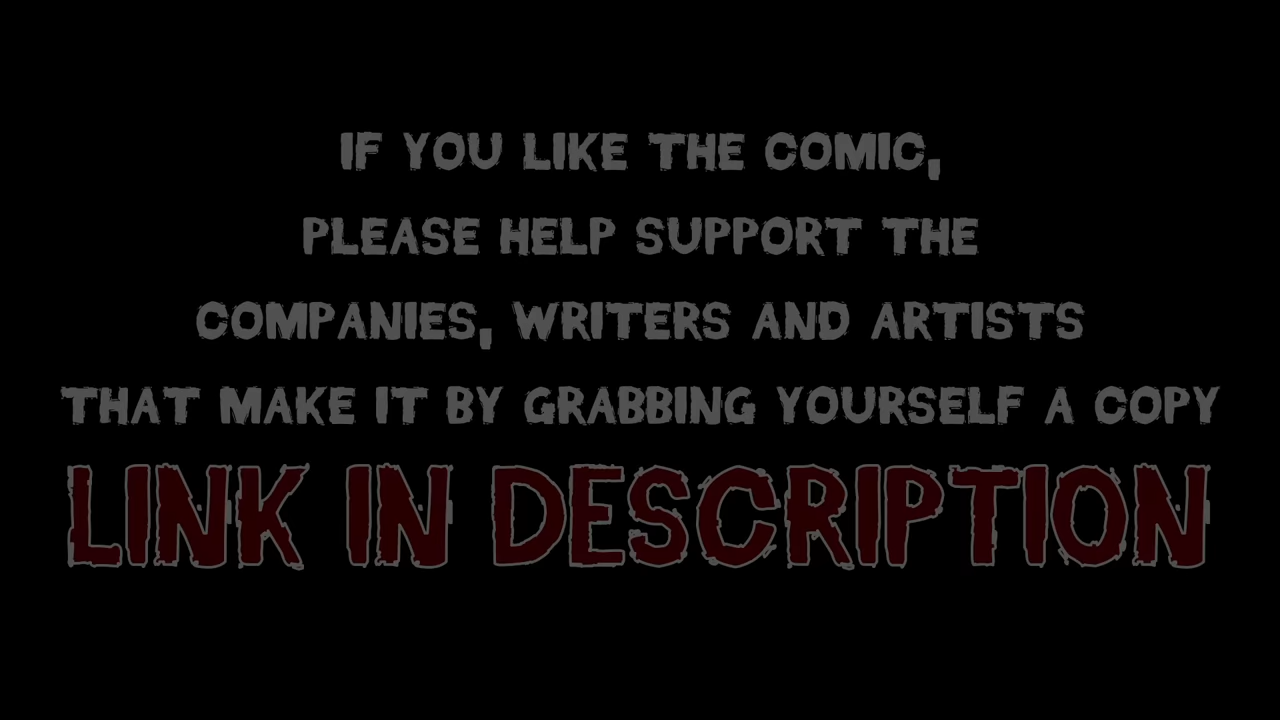 IF YOU LIKE THE COMIC,
PLEASE HELP SUPPORT THE
COMPANIES, WRITERS AND ARTISTS
THAT MAKE IT BY GRABBING YOURSELF A COPY
LINK IN DESCRIPTION